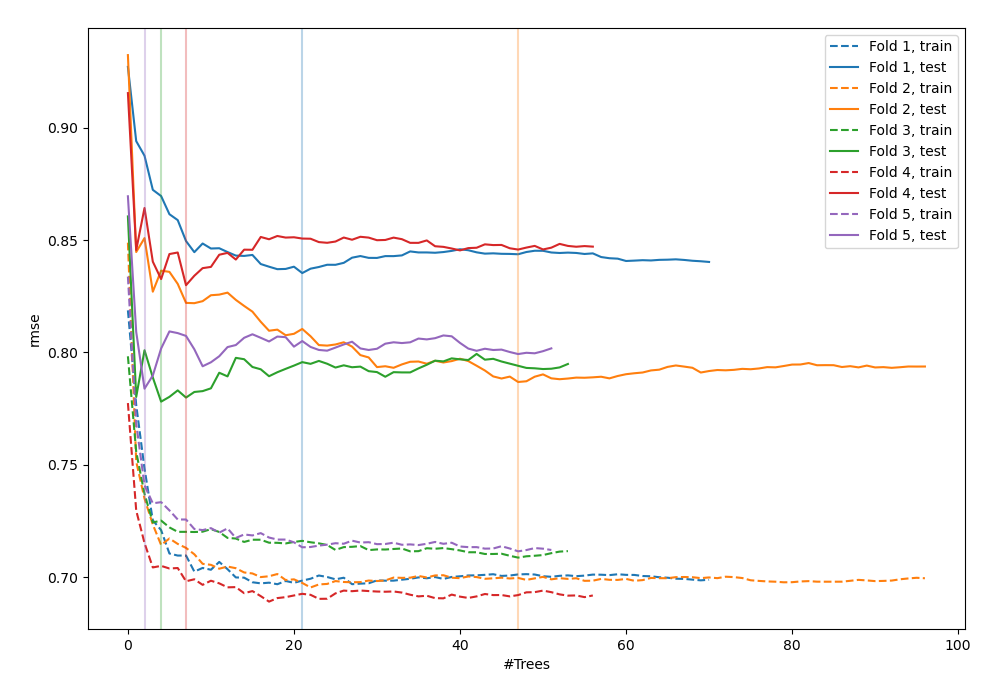 0.90
0.85
0.80
0.75
0.70
rmse
0
20
40
60
80
100
#Trees
Fold 1, train
Fold 1, test
Fold 2, train
Fold 2, test
Fold 3, train
Fold 3, test
Fold 4, train
Fold 4, test
Fold 5, train
Fold 5, test